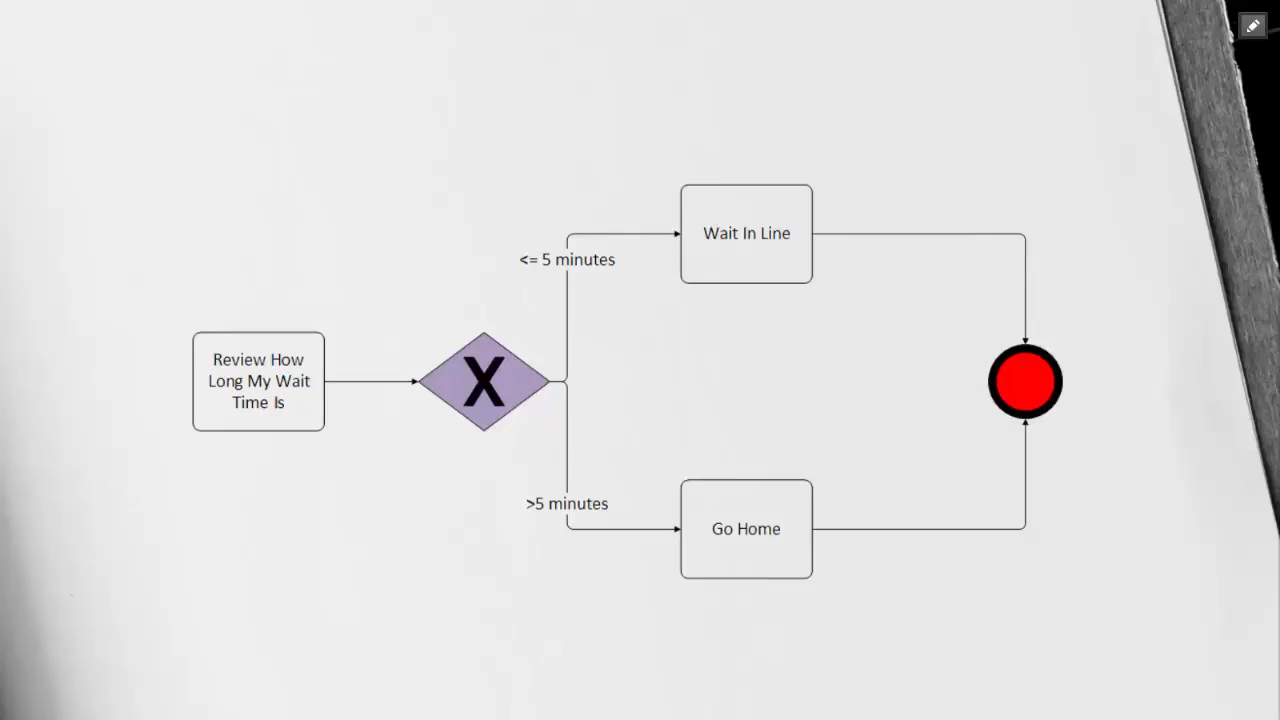 Review How
Long My Wait
Time Is
X
<= 5 minutes
Wait In Line
>5 minutes
Go Home